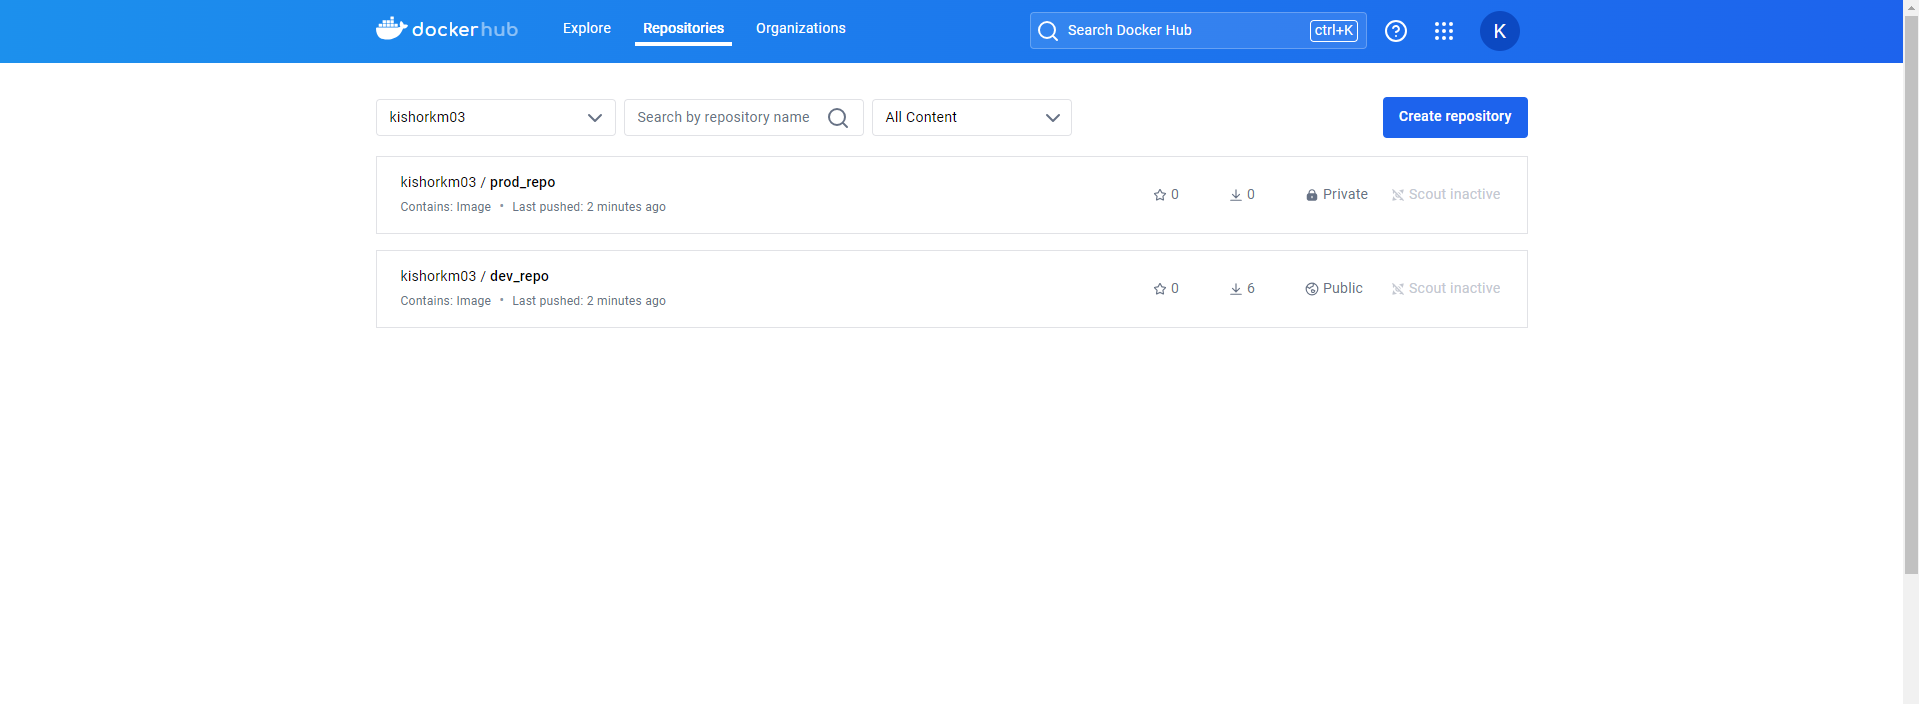 dockerhub Explore Repositories Organizations Search Docker Hub ctrl+K K
kishorkm03 Search by repository name All Content Create repository
kishorkm03 / prod_repo
Contains: Image • Last pushed: 2 minutes ago
0 0 Private Scout inactive
kishorkm03 / dev_repo
Contains: Image • Last pushed: 2 minutes ago
0 6 Public Scout inactive